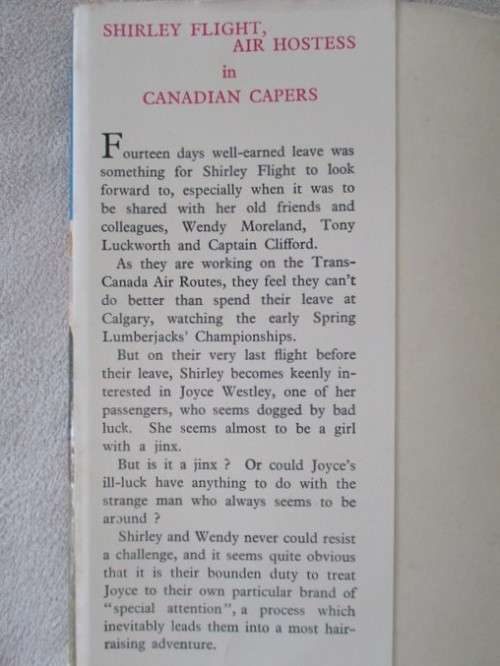 SHIRLEY FLIGHT,
AIR HOSTESS
in
CANADIAN CAPERS
Fourteen days well-earned leave was
something for Shirley Flight to look
forward to, especially when it was to
be shared with her old friends and
colleagues, Wendy Moreland, Tony
Luckworth and Captain Clifford.
As they are working on the Trans-
Canada Air Routes, they feel they can't
do better than spend their leave at
Calgary, watching the early Spring
Lumberjacks' Championships.
But on their very last flight before
their leave, Shirley becomes keenly in-
terested in Joyce Westley, one of her
passengers, who seems dogged by bad
luck. She seems almost to be a girl
with a jinx.
But is it a jinx ? Or could Joyce's
ill-luck have anything to do with the
strange man who always seems to be
around ?
Shirley and Wendy never could resist
a challenge, and it seems quite obvious
that it is their bounden duty to treat
Joyce to their own particular brand of
"special attention", a process which
inevitably leads them into a most hair-
raising adventure.